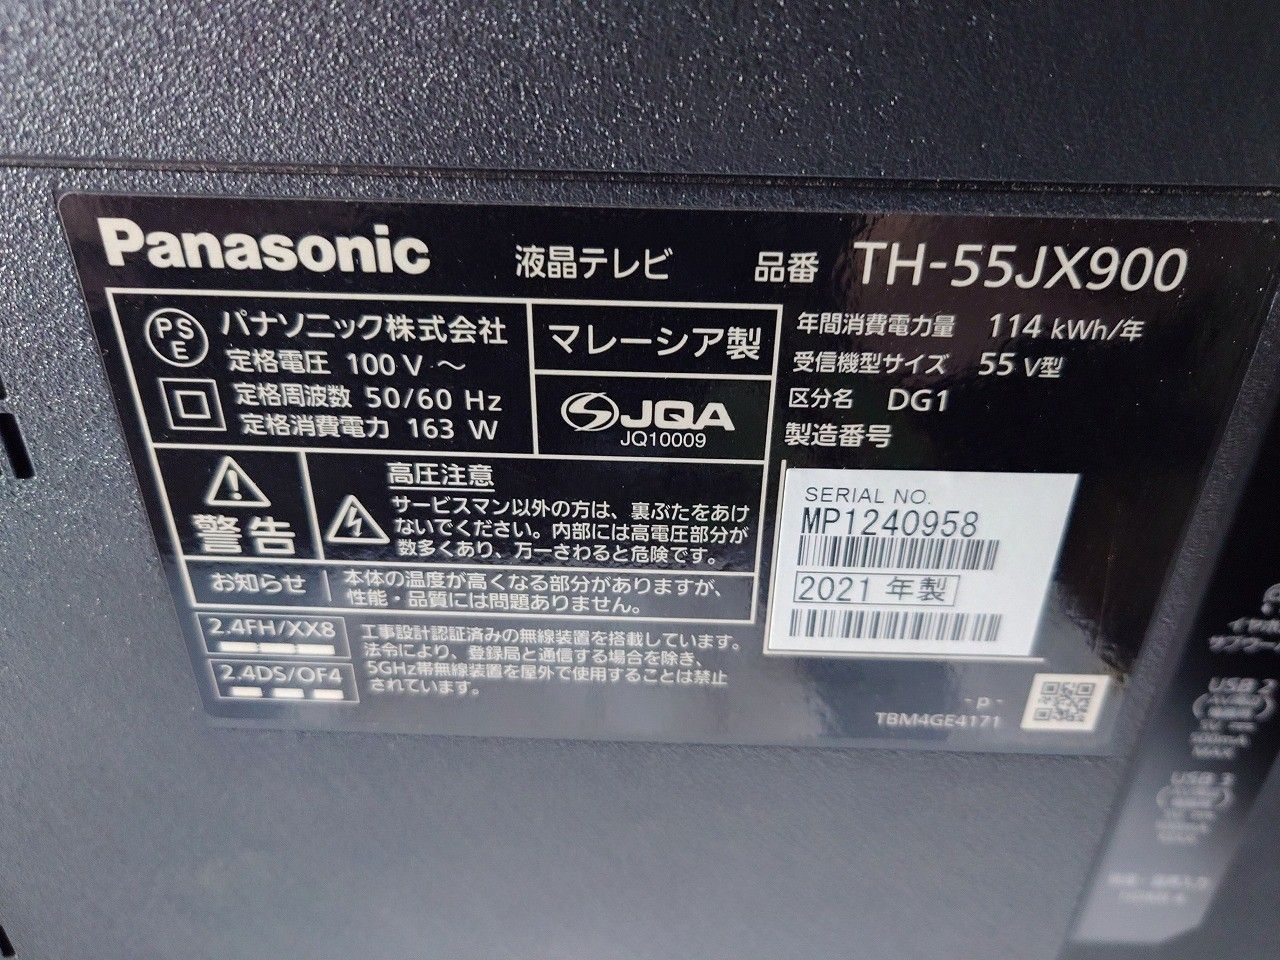 Panasonic
液晶テレビ
品番 TH-55JX900
PS
E
パナソニック株式会社
定格電圧 100 V ~
定格周波数 50/60 Hz
定格消費電力 163 W
マレーシア製
JQA
JQ10009
年間消費電力量 114 kWh/年
受信機型サイズ 55 V型
区分名 DG1
製造番号
SERIAL NO.
MP1240958
2021 年製
警告
高圧注意
サービスマン以外の方は、裏ぶたをあけ
ないでください。内部には高電圧部分が
数多くあり、万一さわると危険です。
お知らせ
本体の温度が高くなる部分がありますが、
性能・品質には問題ありません。
2.4FH/XX8
2.4DS/OF4
工事設計認証済みの無線装置を搭載しています。
法令により、登録局と通信する場合を除き、
5GHz帯無線装置を屋外で使用することは禁止
されています。
- p -
TBM4GE4171
USB 2
MAX
USB 3